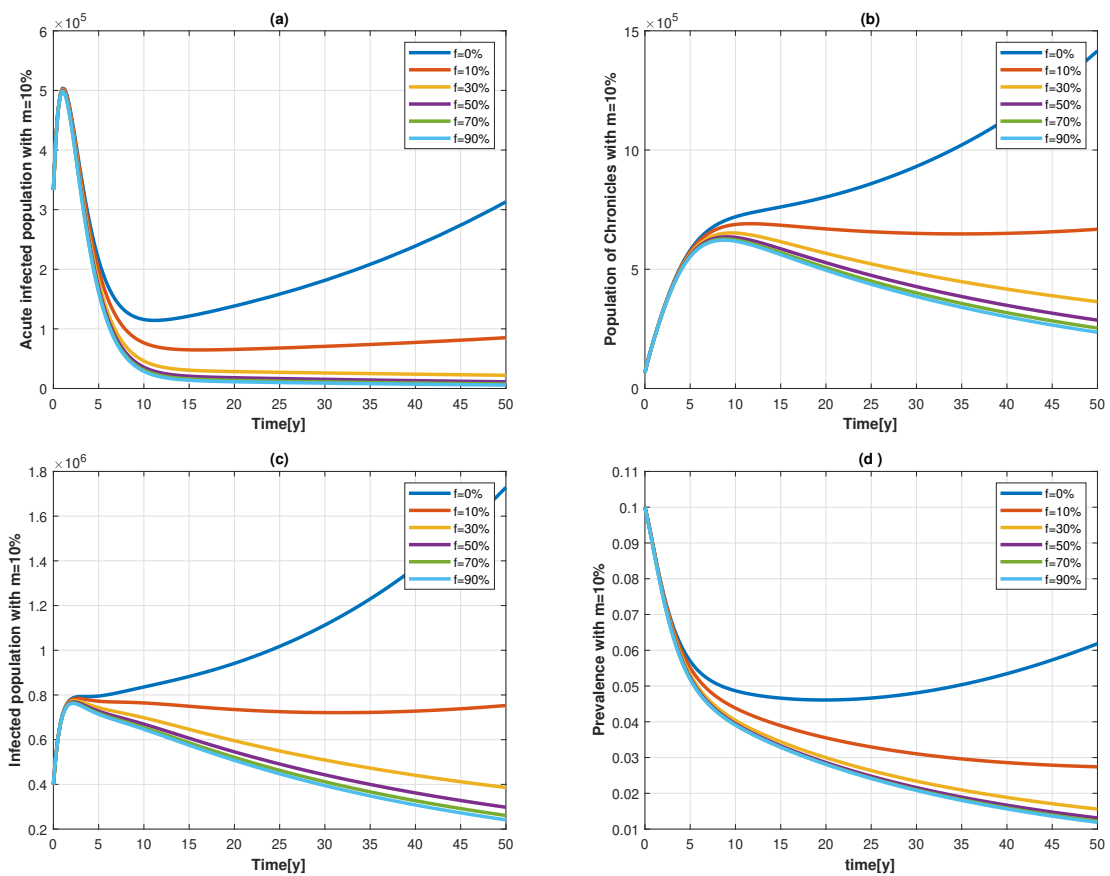 (a)
×10^5
Acute infected population with m=10%
6
5
4
3
2
1
0
0 5 10 15 20 25 30 35 40 45 50
Time[y]
f=0%
f=10%
f=30%
f=50%
f=70%
f=90%
(b)
×10^5
Population of Chronicles with m=10%
15
10
5
0
0 5 10 15 20 25 30 35 40 45 50
Time[y]
f=0%
f=10%
f=30%
f=50%
f=70%
f=90%
(c)
×10^6
Infected population with m=10%
1.8
1.6
1.4
1.2
1
0.8
0.6
0.4
0.2
0 5 10 15 20 25 30 35 40 45 50
Time[y]
f=0%
f=10%
f=30%
f=50%
f=70%
f=90%
(d )
Prevalence with m=10%
0.11
0.10
0.09
0.08
0.07
0.06
0.05
0.04
0.03
0.02
0.01
0 5 10 15 20 25 30 35 40 45 50
time[y]
f=0%
f=10%
f=30%
f=50%
f=70%
f=90%